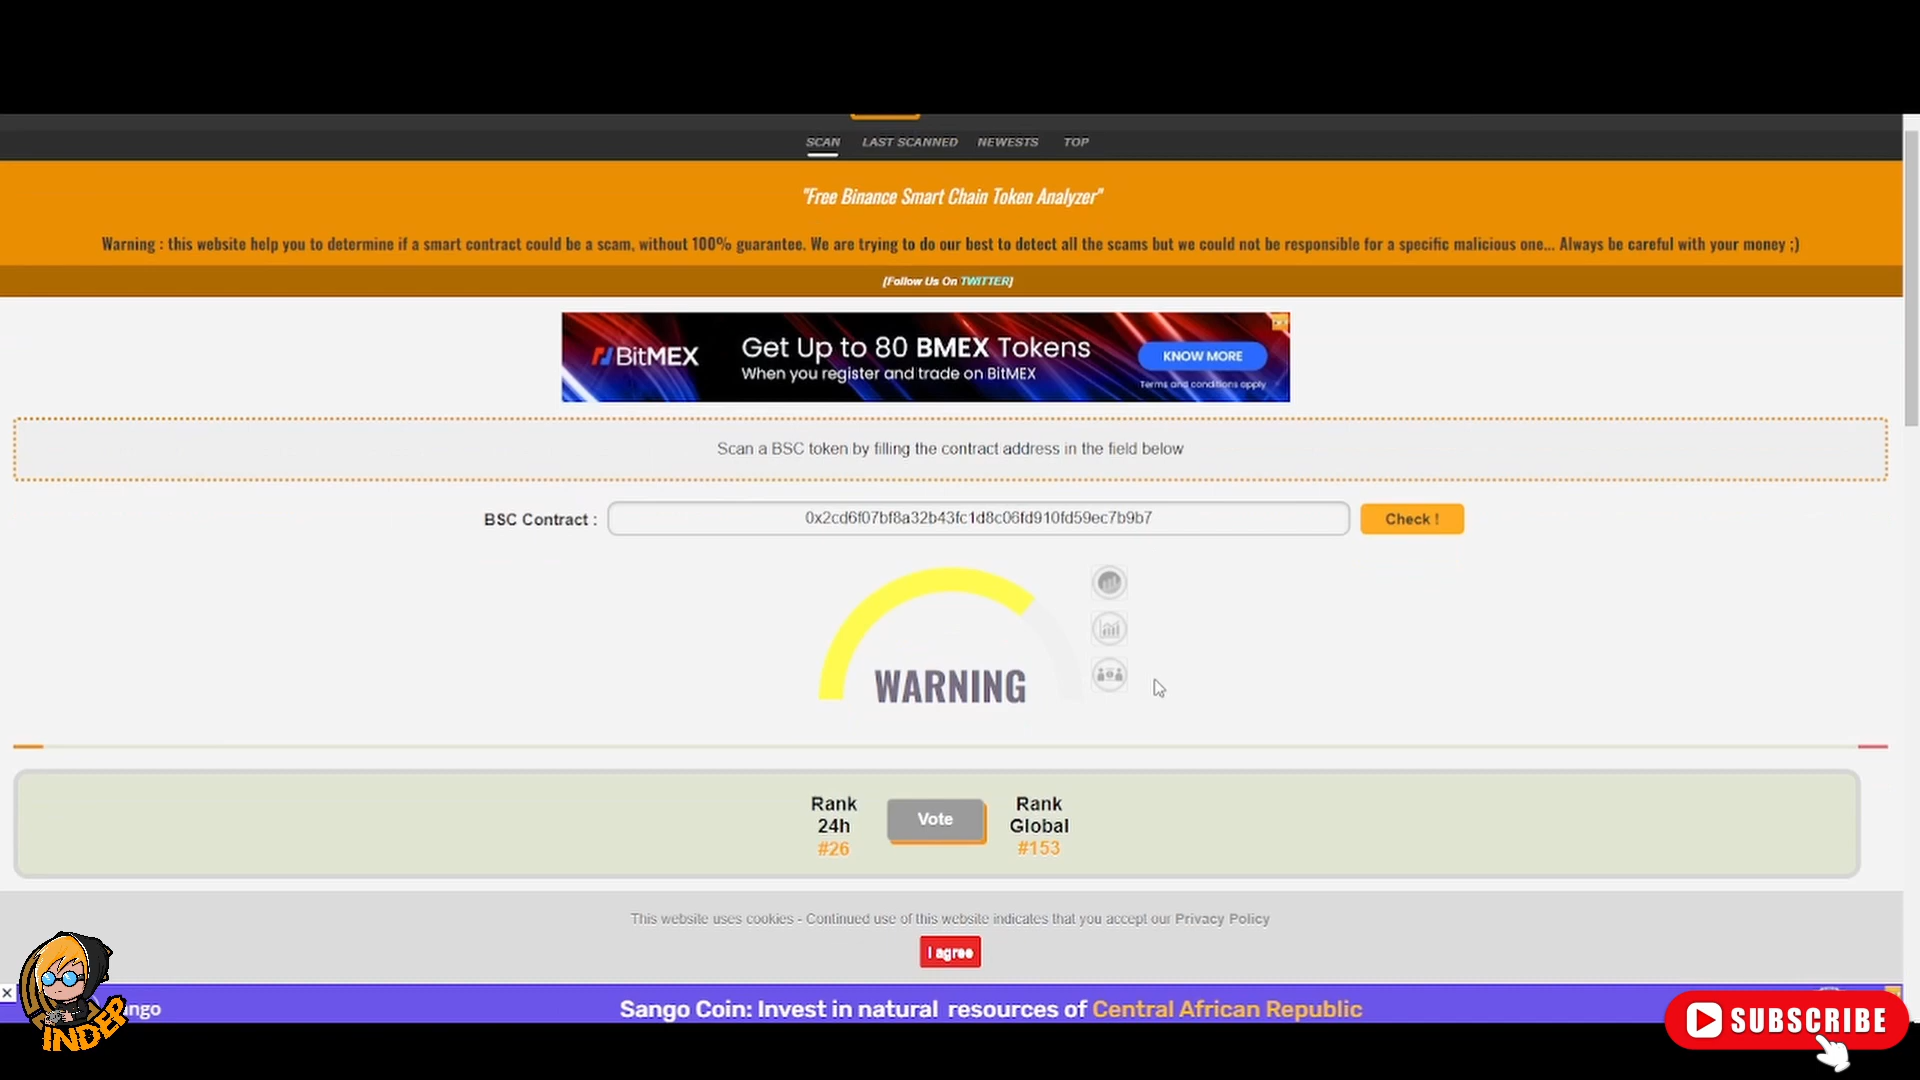 SCAN LAST SCANNED NEWESTS TOP
"Free Binance Smart Chain Token Analyzer"
Warning : this website help you to determine if a smart contract could be a scam, without 100% guarantee. We are trying to do our best to detect all the scams but we could not be responsible for a specific malicious one... Always be careful with your money ;)
[Follow Us On TWITTER]
BitMEX
Get Up to 80 BMEX Tokens
When you register and trade on BitMEX
KNOW MORE
Terms and conditions apply
Scan a BSC token by filling the contract address in the field below
BSC Contract : 0x2cd6f07bf8a32b43fc1d8c06fd910fd59ec7b9b7 Check !
WARNING
Rank
24h
#26
Vote
Rank
Global
#153
This website uses cookies - Continued use of this website indicates that you accept our Privacy Policy
I agree
Sango Coin: Invest in natural resources of Central African Republic
INDER
SUBSCRIBE